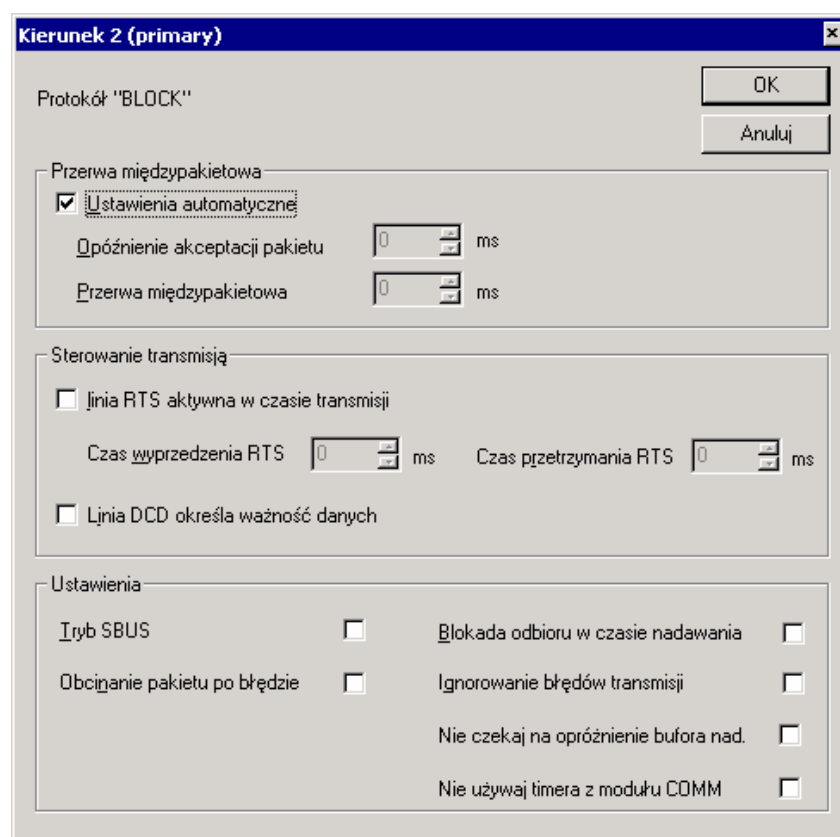 Kierunek 2 (primary)
Protokół "BLOCK"
OK
Anuluj
Przerwa międzypakietowa
Ustawienia automatyczne
Opóźnienie akceptacji pakietu 0 ms
Przerwa międzypakietowa 0 ms
Sterowanie transmisją
linia RTS aktywna w czasie transmisji
Czas wyprzedzenia RTS 0 ms Czas przetrzymania RTS 0 ms
Linia DCD określa ważność danych
Ustawienia
Tryb SBUS Blokada odbioru w czasie nadawania
Obcinanie pakietu po błędzie Ignorowanie błędów transmisji
Nie czekaj na opróżnienie bufora nad.
Nie używaj timera z modułu COMM